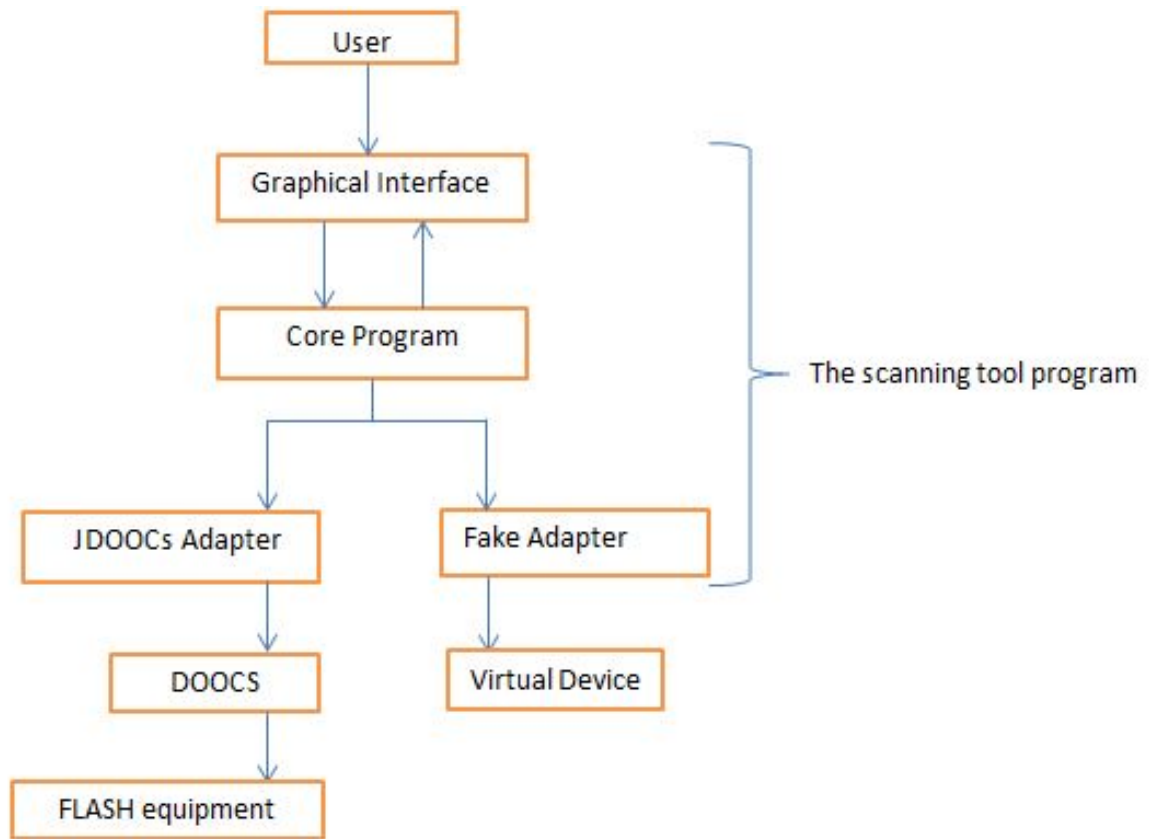 User
Graphical Interface
Core Program
The scanning tool program
JDOOCs Adapter
Fake Adapter
DOOCS
Virtual Device
FLASH equipment